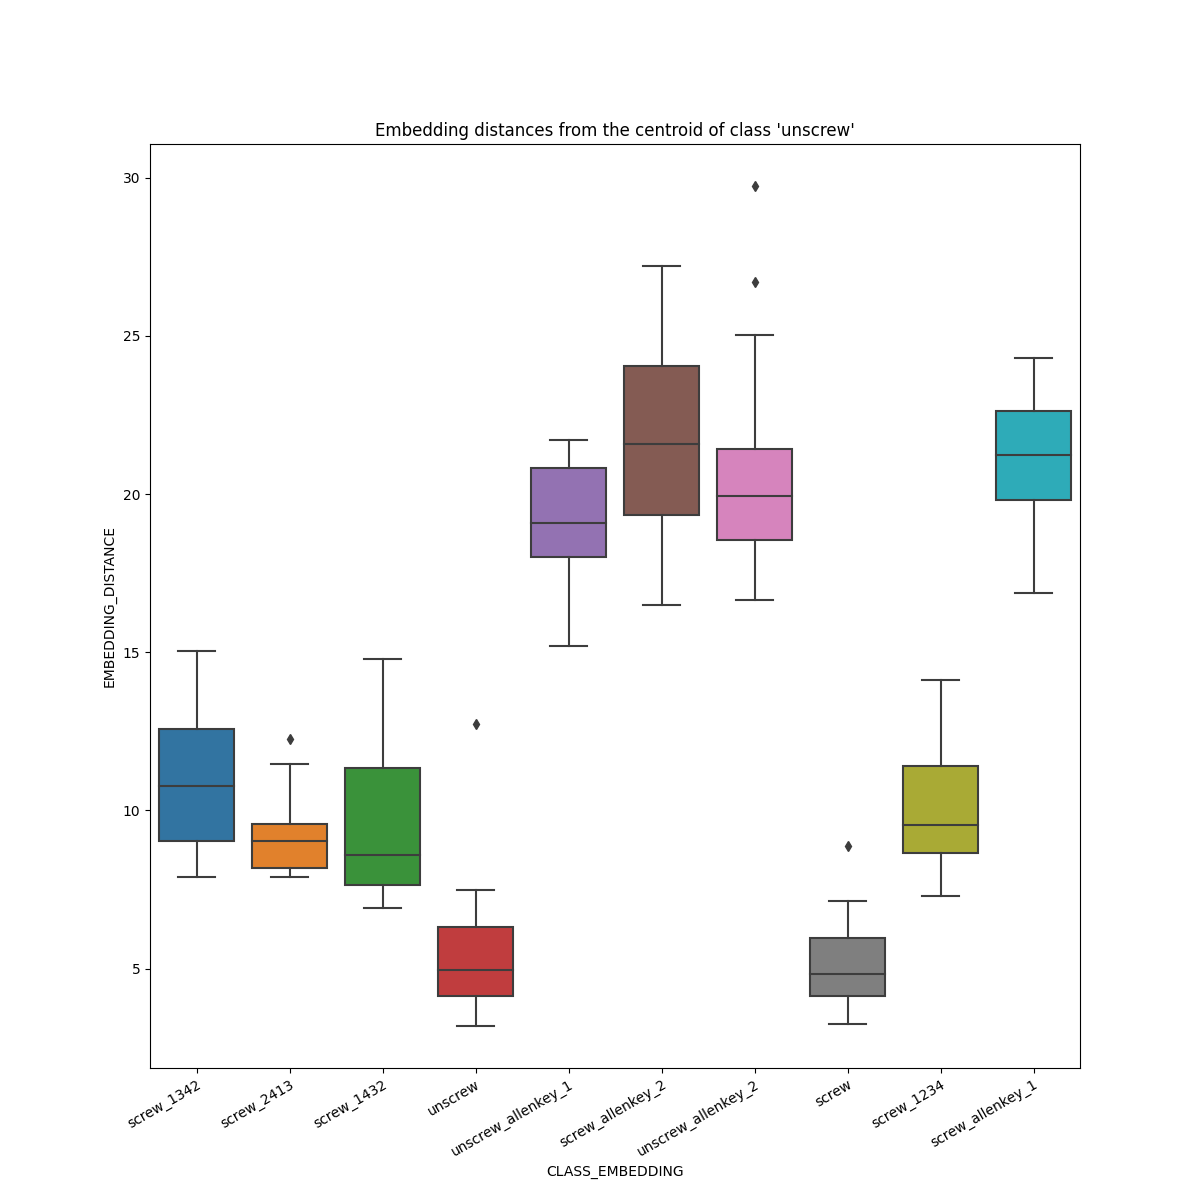 Embedding distances from the centroid of class 'unscrew'
EMBEDDING_DISTANCE
30
25
20
15
10
5
screw_1342
screw_2413
screw_1432
unscrew
unscrew_allenkey_1
screw_allenkey_2
unscrew_allenkey_2
screw
screw_1234
screw_allenkey_1
CLASS_EMBEDDING